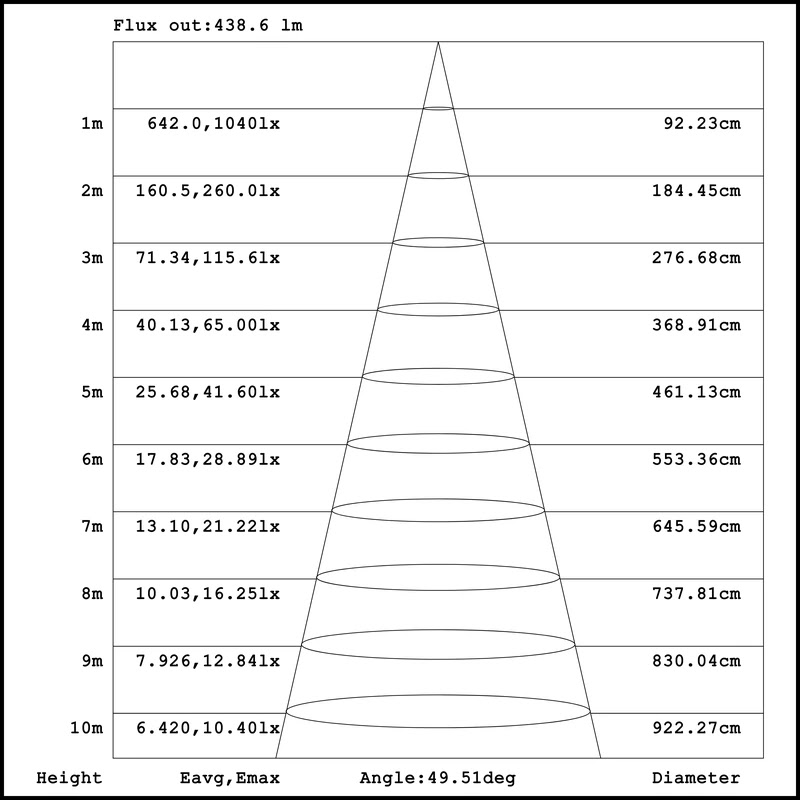 Flux out:438.6 lm
1m 642.0,1040lx 92.23cm
2m 160.5,260.0lx 184.45cm
3m 71.34,115.6lx 276.68cm
4m 40.13,65.00lx 368.91cm
5m 25.68,41.60lx 461.13cm
6m 17.83,28.89lx 553.36cm
7m 13.10,21.22lx 645.59cm
8m 10.03,16.25lx 737.81cm
9m 7.926,12.84lx 830.04cm
10m 6.420,10.40lx 922.27cm
Height Eavg,Emax Angle:49.51deg Diameter